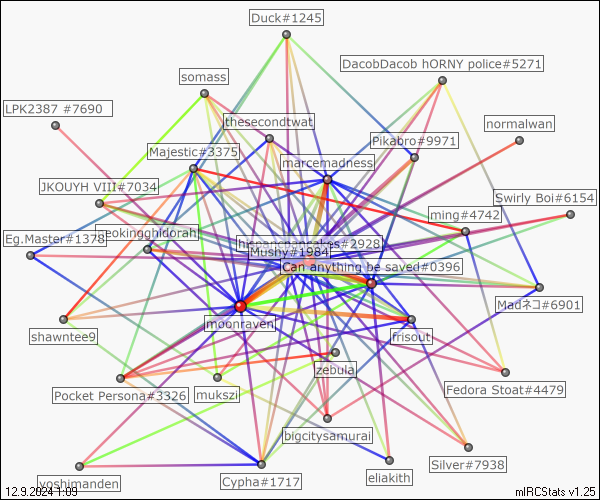 Duck#1245
DacobDacob hORNY police#5271
somass
LPK2387 #7690
thesecondtwat
normalwan
Pikabro#9971
Majestic#3375
marcemadness
JKOUYH VIII#7034
Swirly Boi#6154
ming#4742
Eg.Master#1378
neokingghidorah
hispanchancakes#2928
Mushy#1984
Can anything be saved#0396
Madネコ#6901
moonraven
shawntee9
frisout
zebula
Pocket Persona#3326
mukszi
Fedora Stoat#4479
bigcitysamurai
Silver#7938
yoshimanden
Cypha#1717
eliakith
12.9.2024 1:09
mIRCStats v1.25